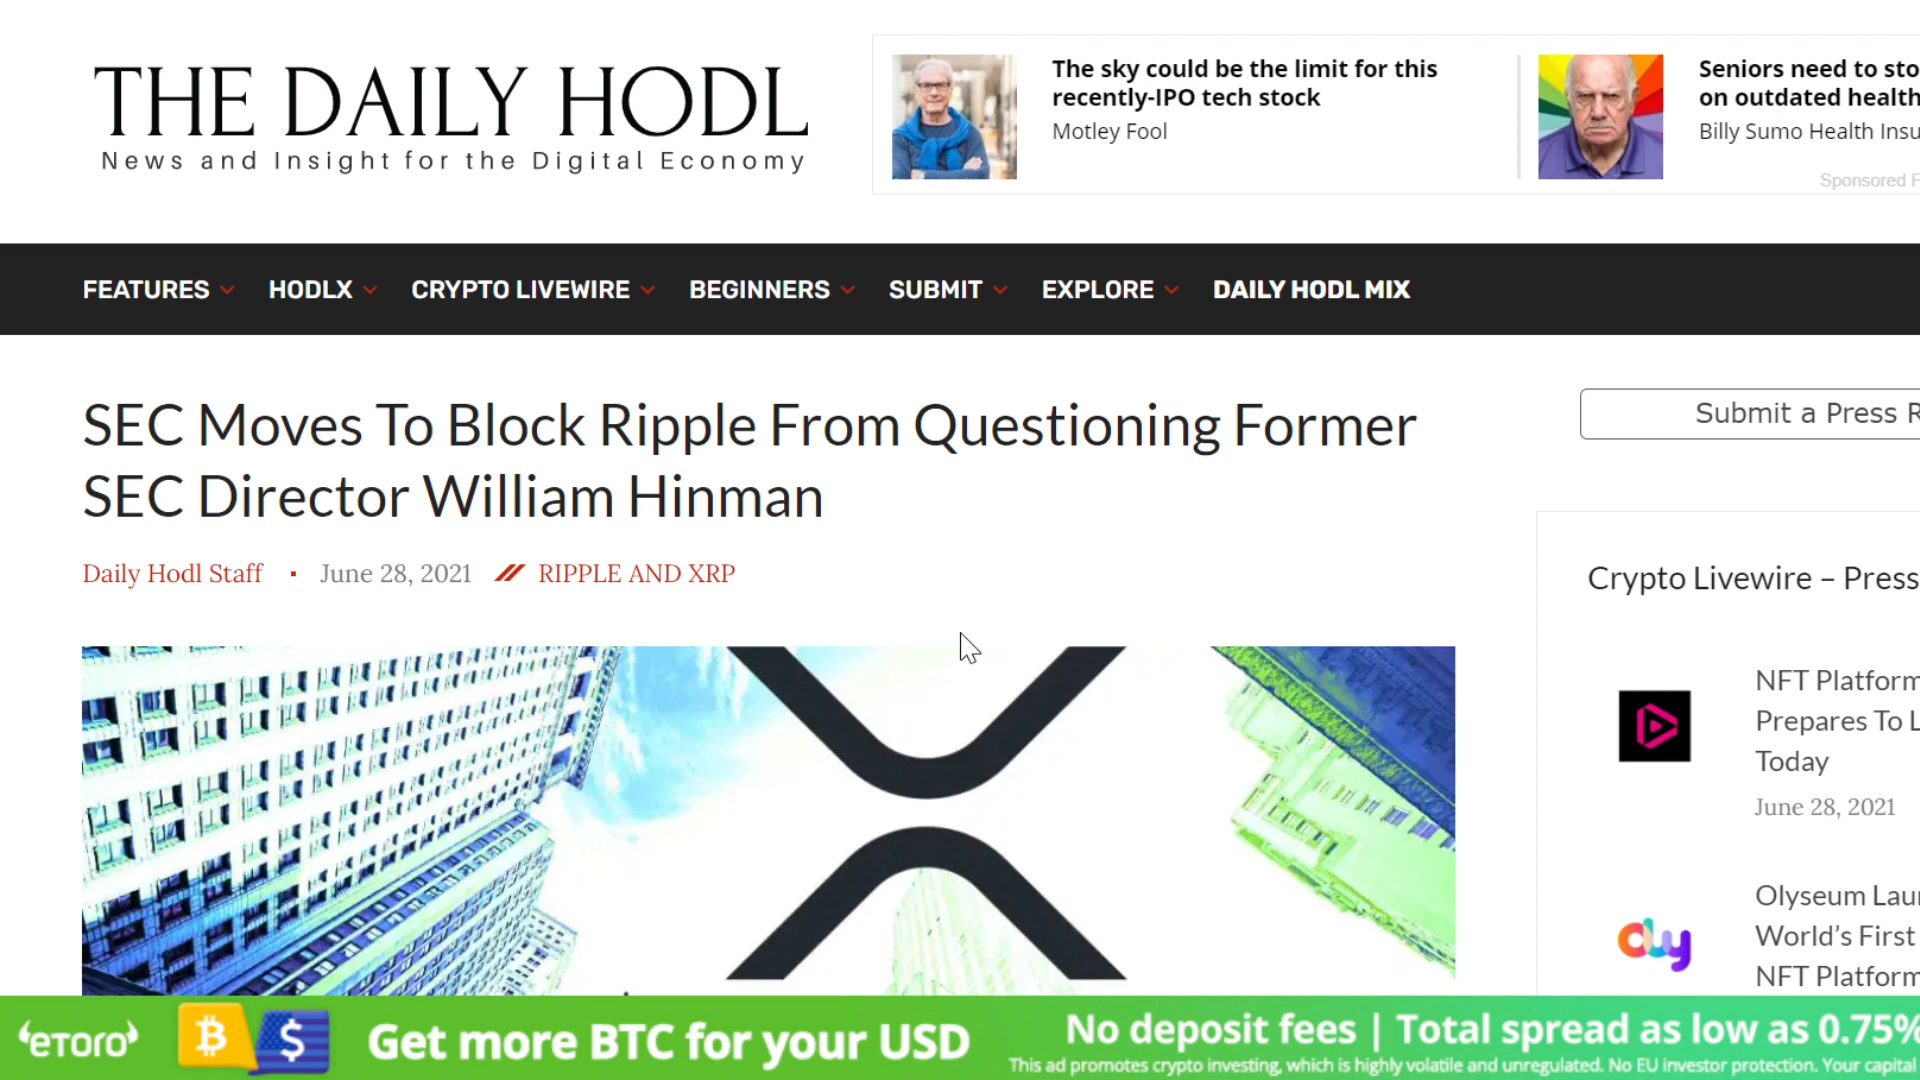 THE DAILY HODL
News and Insight for the Digital Economy
The sky could be the limit for this
recently-IPO tech stock
Motley Fool
Seniors need to sto
on outdated health
Billy Sumo Health Insu
Sponsored F
FEATURES HODLX CRYPTO LIVEWIRE BEGINNERS SUBMIT EXPLORE DAILY HODL MIX
SEC Moves To Block Ripple From Questioning Former
SEC Director William Hinman
Daily Hodl Staff ▪ June 28, 2021 // RIPPLE AND XRP
Submit a Press R
Crypto Livewire – Press
NFT Platform
Prepares To L
Today
June 28, 2021
oly
Olyseum Lau
World’s First
NFT Platform
eToro
Get more BTC for your USD
No deposit fees | Total spread as low as 0.75%
This ad promotes crypto investing, which is highly volatile and unregulated. No EU investor protection. Your capital